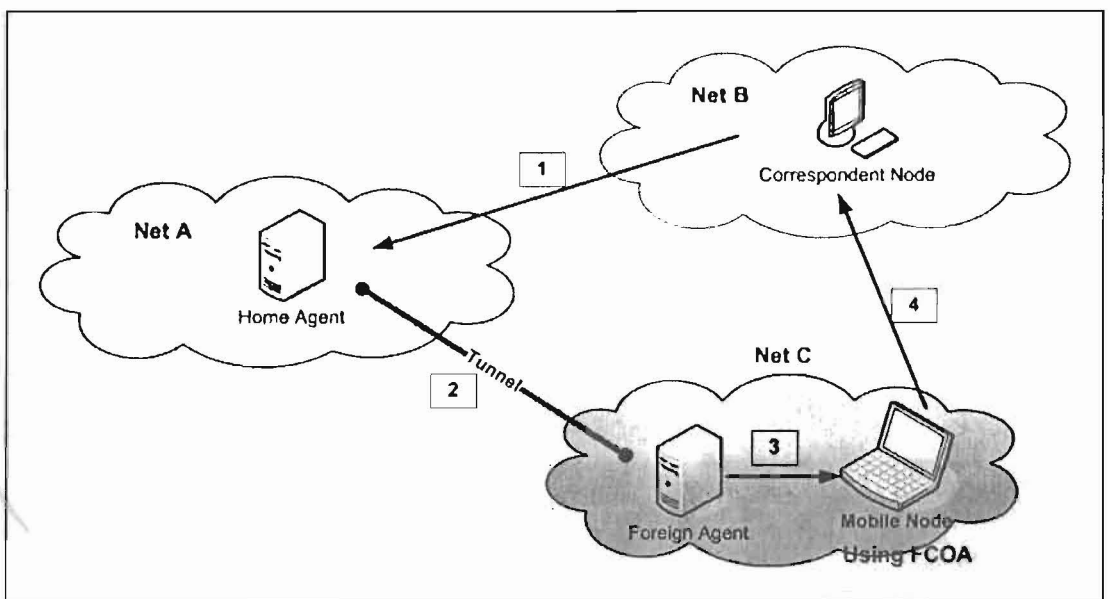 Net B
Correspondent Node
1
Net A
Home Agent
4
Tunnel
2
Net C
3
Foreign Agent
Mobile Node
Using FCOA